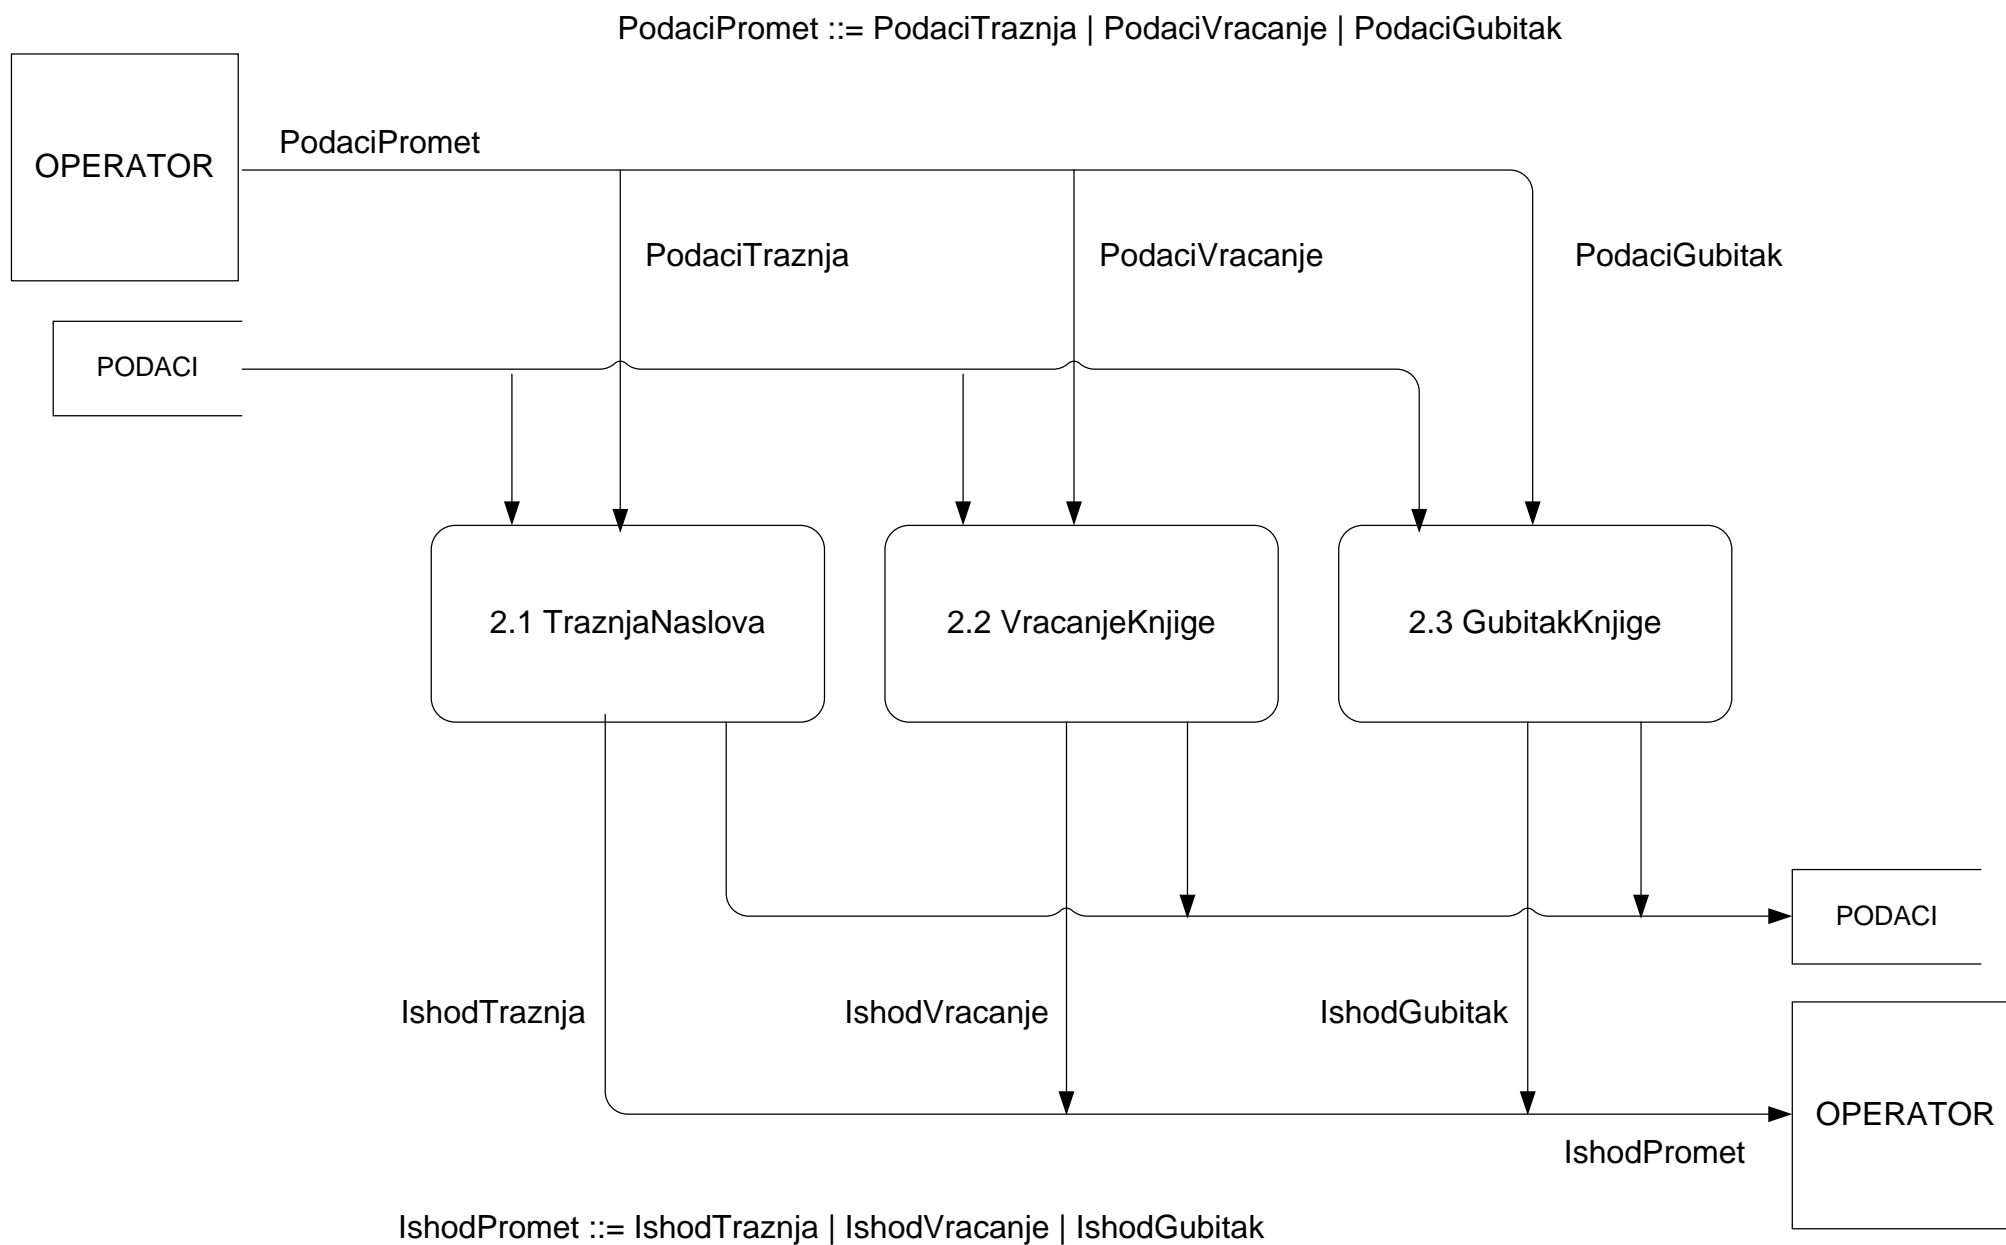 PodaciPromet ::= PodaciTraznja | PodaciVracanje | PodaciGubitak
OPERATOR
PodaciPromet
PodaciTraznja
PodaciVracanje
PodaciGubitak
PODACI
2.1 TraznjaNaslova
2.2 VracanjeKnjige
2.3 GubitakKnjige
PODACI
IshodTraznja
IshodVracanje
IshodGubitak
OPERATOR
IshodPromet
IshodPromet ::= IshodTraznja | IshodVracanje | IshodGubitak